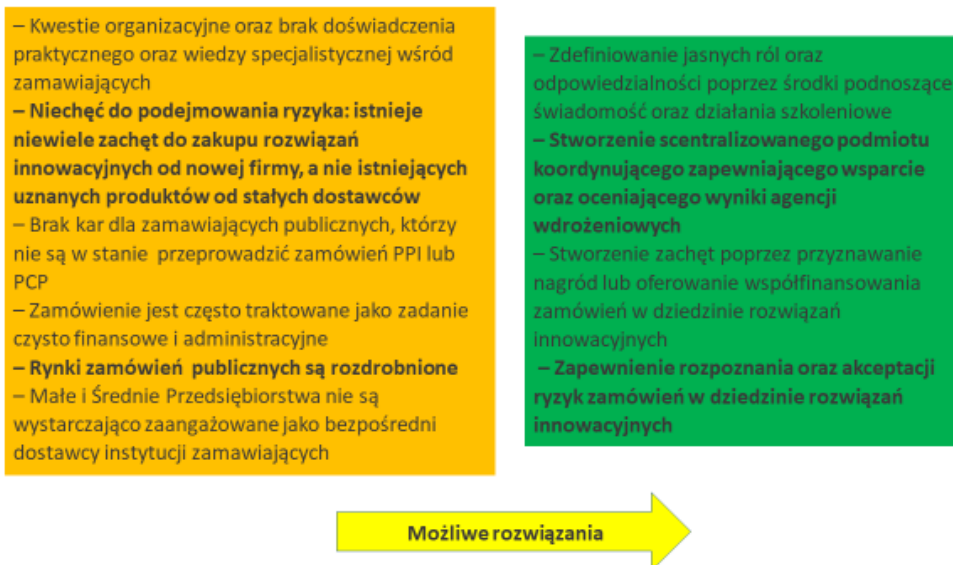 – Kwestie organizacyjne oraz brak doświadczenia
praktycznego oraz wiedzy specjalistycznej wśród
zamawiających
– Niechęć do podejmowania ryzyka: istnieje
niewiele zachęt do zakupu rozwiązań
innowacyjnych od nowej firmy, a nie istniejących
uznanych produktów od stałych dostawców
– Brak kar dla zamawiających publicznych, którzy
nie są w stanie przeprowadzić zamówień PPI lub
PCP
– Zamówienie jest często traktowane jako zadanie
czysto finansowe i administracyjne
– Rynki zamówień publicznych są rozdrobnione
– Małe i Średnie Przedsiębiorstwa nie są
wystarczająco zaangażowane jako bezpośredni
dostawcy instytucji zamawiających
– Zdefiniowanie jasnych ról oraz
odpowiedzialności poprzez środki podnoszące
świadomość oraz działania szkoleniowe
– Stworzenie scentralizowanego podmiotu
koordynującego zapewniającego wsparcie
oraz oceniającego wyniki agencji
wdrożeniowych
– Stworzenie zachęt poprzez przyznawanie
nagród lub oferowanie współfinansowania
zamówień w dziedzinie rozwiązań
innowacyjnych
– Zapewnienie rozpoznania oraz akceptacji
ryzyk zamówień w dziedzinie rozwiązań
innowacyjnych
Możliwe rozwiązania